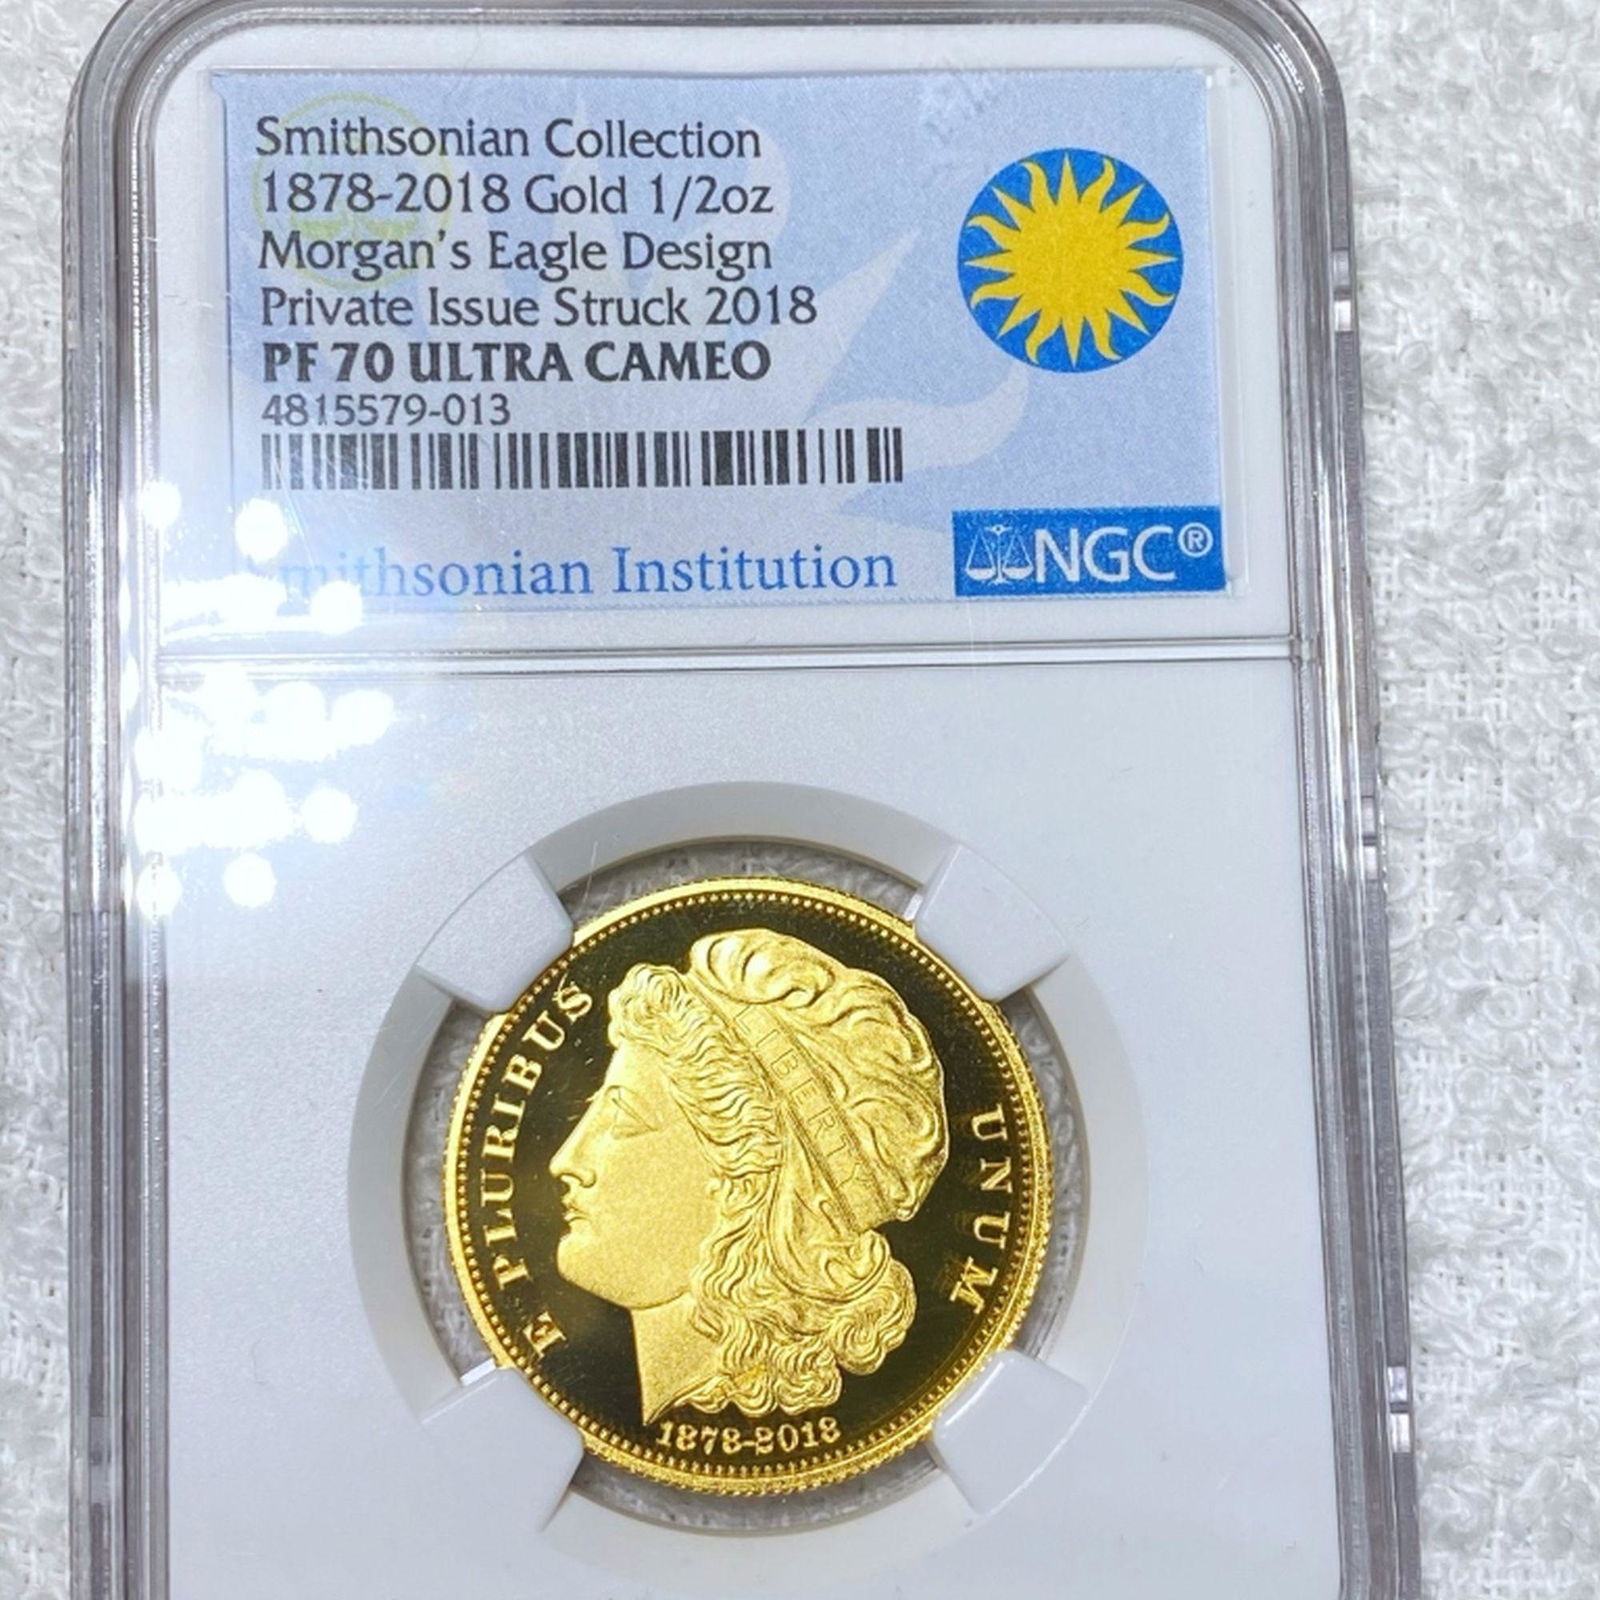 Smithsonian Collection
1878-2018 Gold 1/2oz
Morgan's Eagle Design
Private Issue Struck 2018
PF 70 ULTRA CAMEO
4815579-013
Smithsonian Institution
NGC®
E PLURIBUS
UNUM
LIBERTY
1878-2018